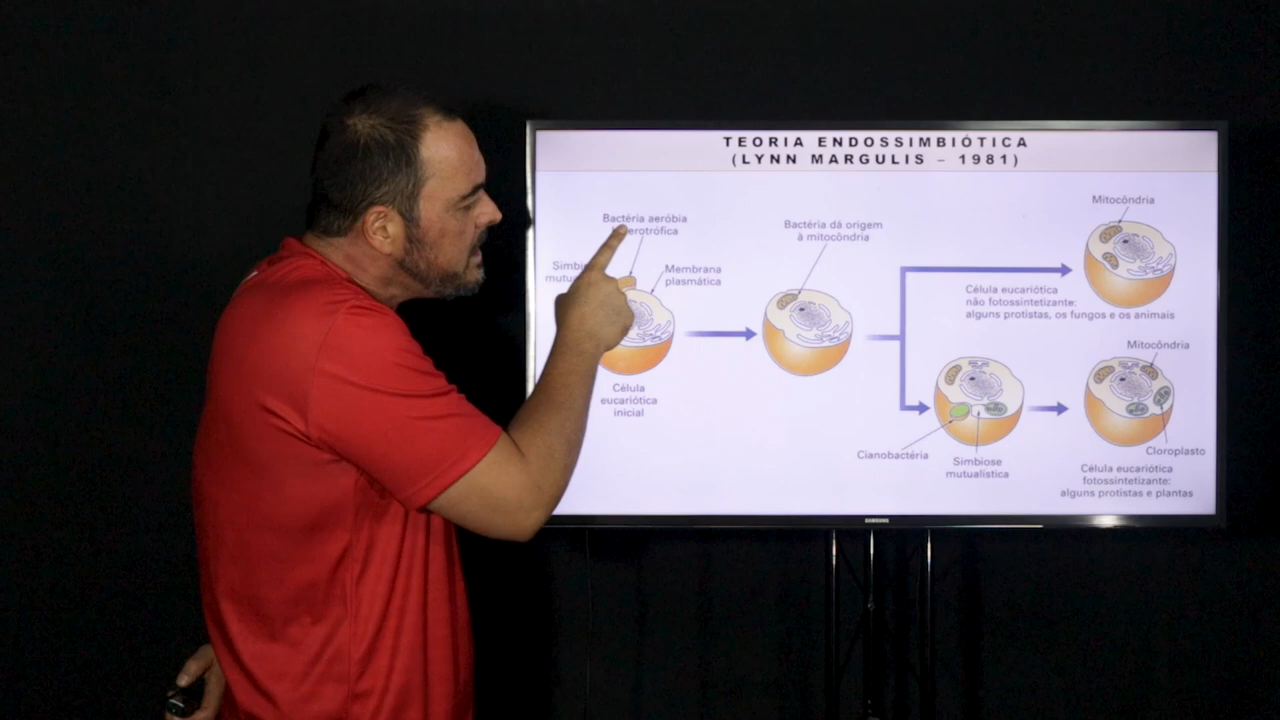 TEORIA ENDOSSIMBIÓTICA
(LYNN MARGULIS – 1981)
Bactéria aeróbia
Membrana
plasmática
Célula
eucariótica
inicial
Bactéria dá origem
à mitocôndria
Mitocôndria
Célula eucariótica
não fotossintetizante:
alguns protistas, os fungos e os animais
Cianobactéria
Simbiose
mutualística
Mitocôndria
Cloroplasto
Célula eucariótica
fotossintetizante:
alguns protistas e plantas
SAMSUNG